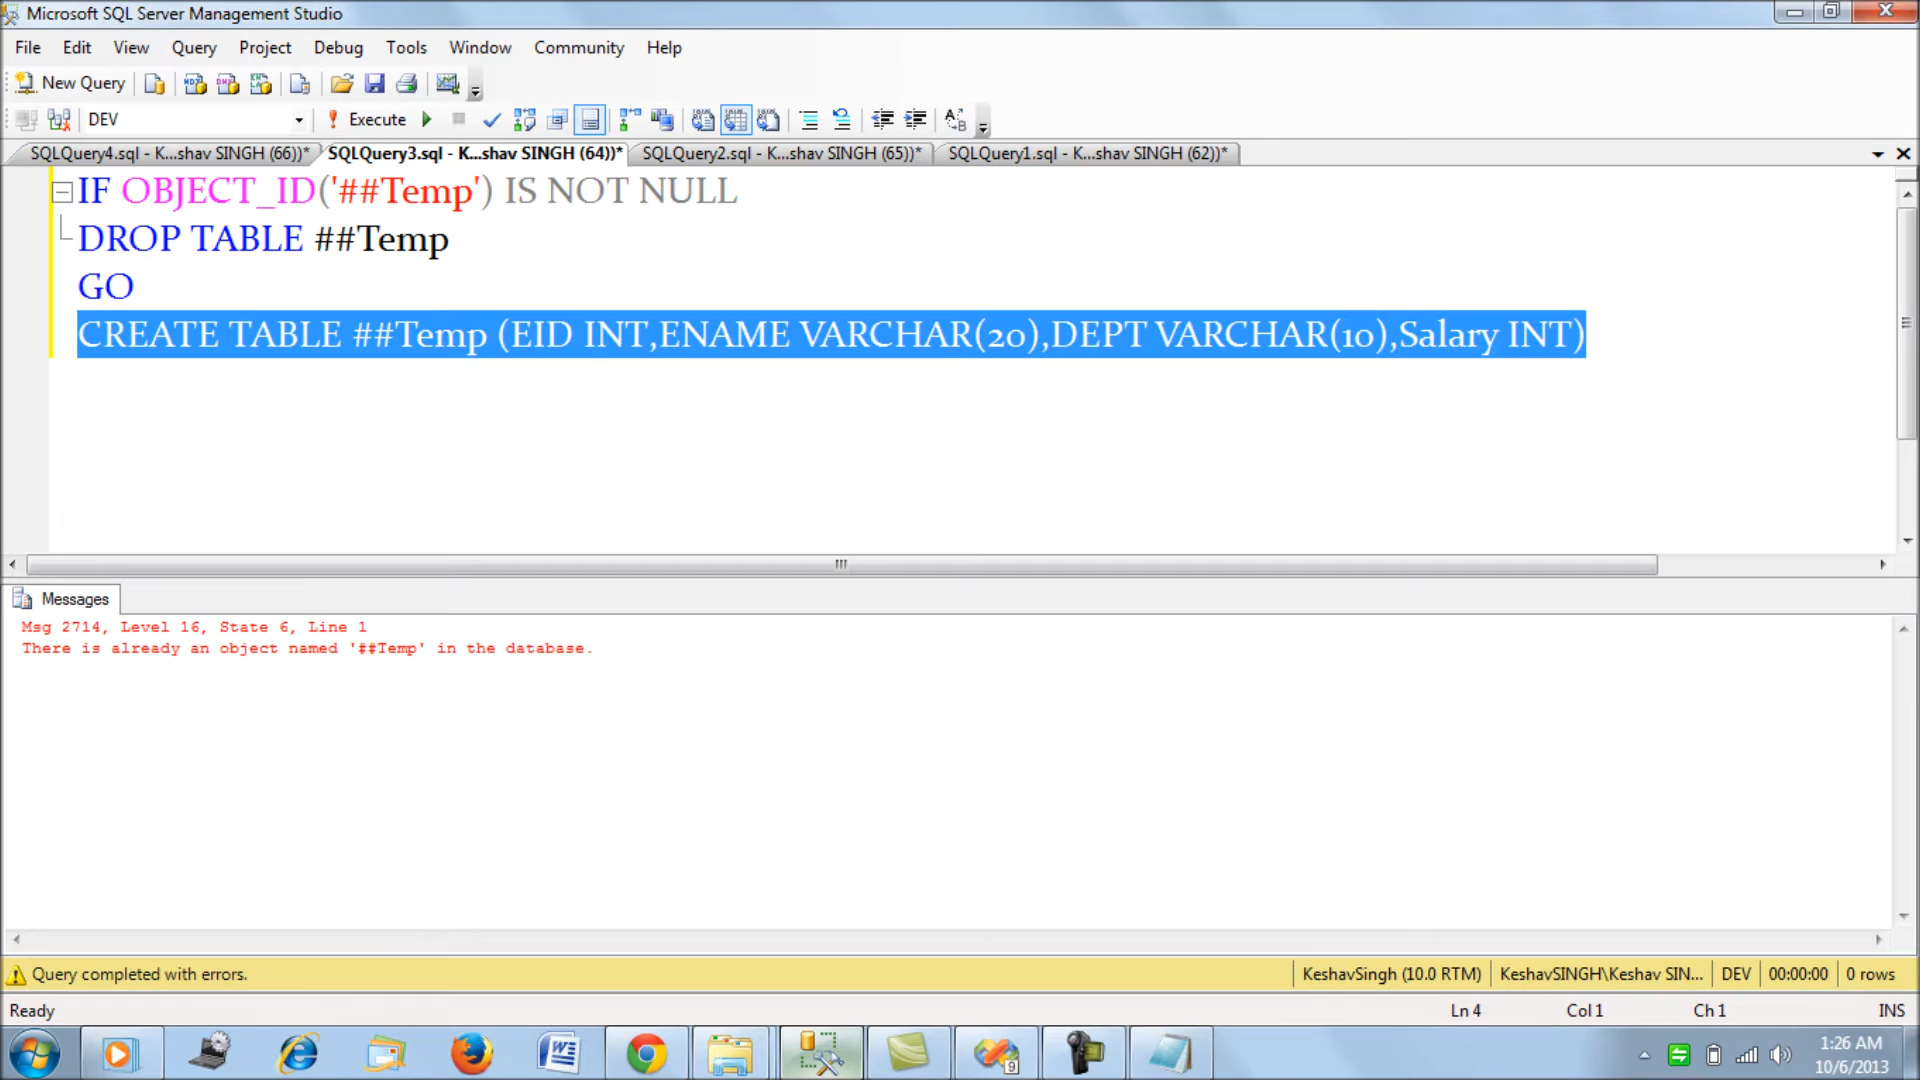 Microsoft SQL Server Management Studio
File Edit View Query Project Debug Tools Window Community Help
New Query
DEV Execute
SQLQuery4.sql - K...shav SINGH (66))* SQLQuery3.sql - K...shav SINGH (64))* SQLQuery2.sql - K...shav SINGH (65))* SQLQuery1.sql - K...shav SINGH (62))*
IF OBJECT_ID('##Temp') IS NOT NULL
DROP TABLE ##Temp
GO
CREATE TABLE ##Temp (EID INT,ENAME VARCHAR(20),DEPT VARCHAR(10),Salary INT)
Messages
Msg 2714, Level 16, State 6, Line 1
There is already an object named '##Temp' in the database.
Query completed with errors. KeshavSingh (10.0 RTM) KeshavSINGH\Keshav SIN... DEV 00:00:00 0 rows
Ready Ln 4 Col 1 Ch 1 INS
9
1:26 AM
10/6/2013